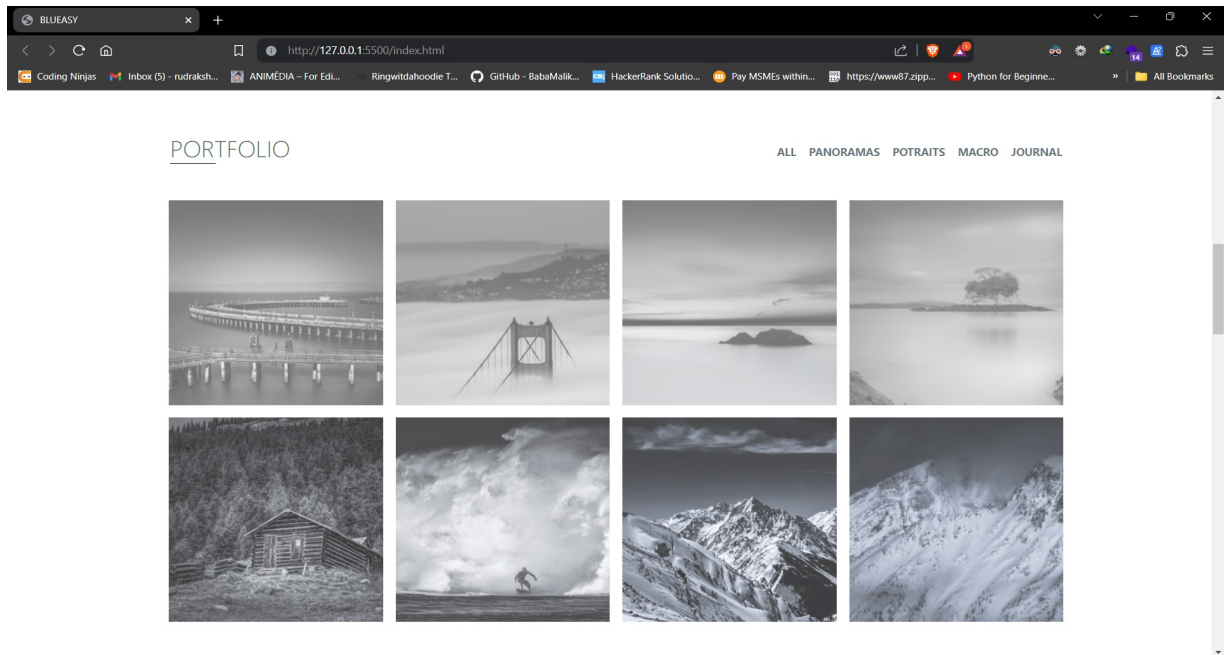 BLUEASY
http://127.0.0.1:5500/index.html
1
14
Coding Ninjas Inbox (5) - rudraksh... ANIMÉDIA – For Edi... Ringwitdahoodie T... GitHub - BabaMalik... HackerRank Solutio... Pay MSMEs within... https://www87.zipp... Python for Beginne... » All Bookmarks
PORTFOLIO
ALL PANORAMAS POTRAITS MACRO JOURNAL